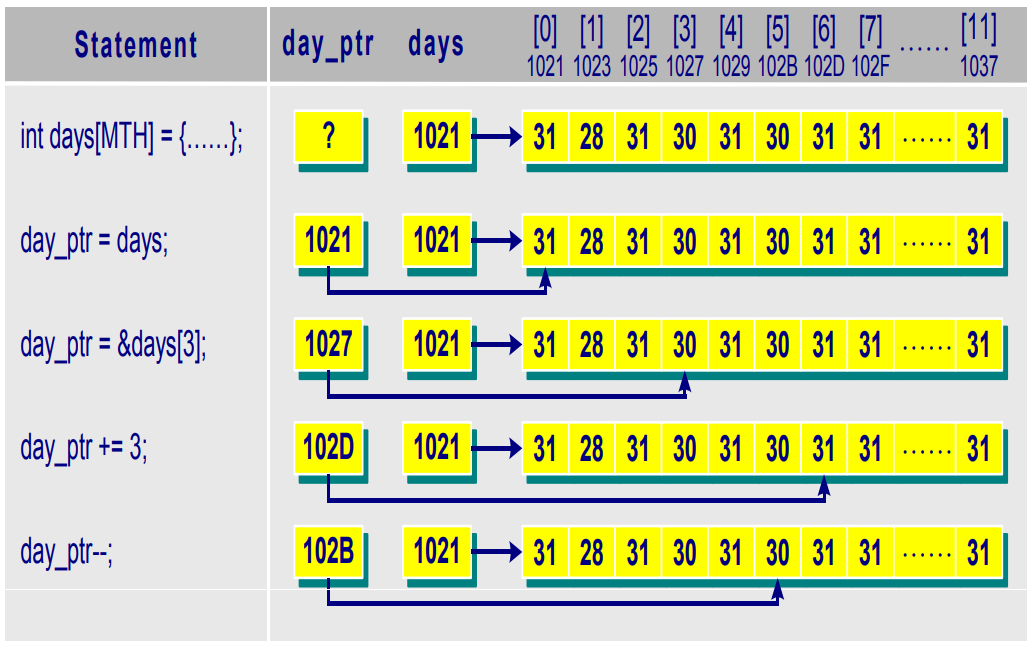 Statement day_ptr days [0] [1] [2] [3] [4] [5] [6] [7] ...... [11]
1021 1023 1025 1027 1029 102B 102D 102F 1037
int days[MTH] = {......}; ? 1021 31 28 31 30 31 30 31 31 ...... 31
day_ptr = days; 1021 1021 31 28 31 30 31 30 31 31 ...... 31
day_ptr = &days[3]; 1027 1021 31 28 31 30 31 30 31 31 ...... 31
day_ptr += 3; 102D 1021 31 28 31 30 31 30 31 31 ...... 31
day_ptr--; 102B 1021 31 28 31 30 31 30 31 31 ...... 31